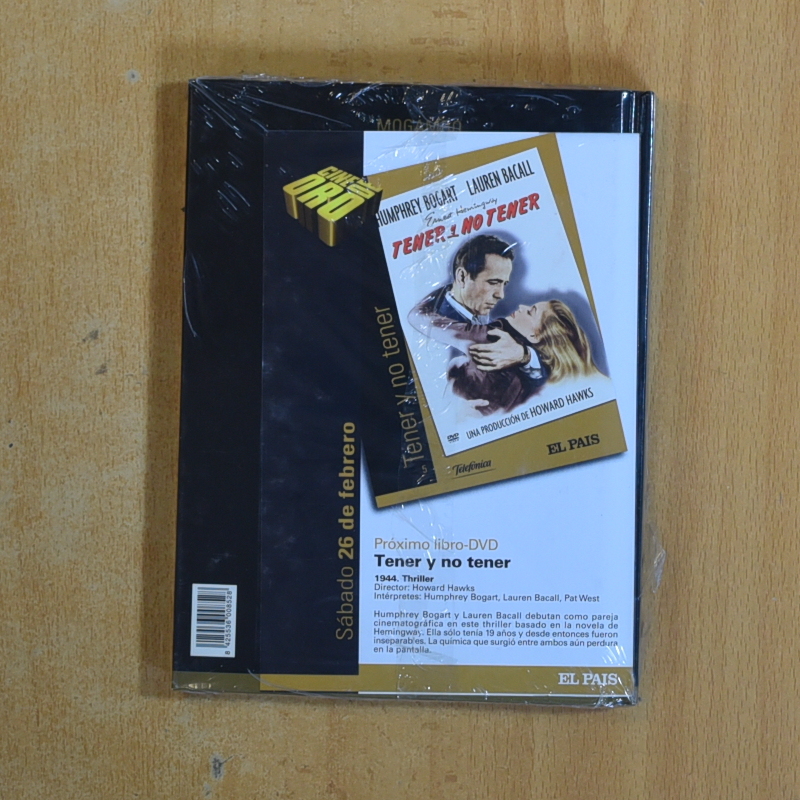 MOGAMBO
CINE DE
ORO
HUMPHREY BOGART LAUREN BACALL
Ernest Hemingway
TENER Y NO TENER
UNA PRODUCCIÓN DE HOWARD HAWKS
DVD
Telefónica
EL PAIS
Tener y no tener
Sábado 26 de febrero
Próximo libro-DVD
Tener y no tener
1944. Thriller
Director: Howard Hawks
Intérpretes: Humphrey Bogart, Lauren Bacall, Pat West
Humphrey Bogart y Lauren Bacall debutan como pareja
cinematográfica en este thriller basado en la novela de
Hemingway. Ella sólo tenía 19 años y desde entonces fueron
inseparables. La química que surgió entre ambos aún perdura
en la pantalla.
EL PAIS
8 425536 008528